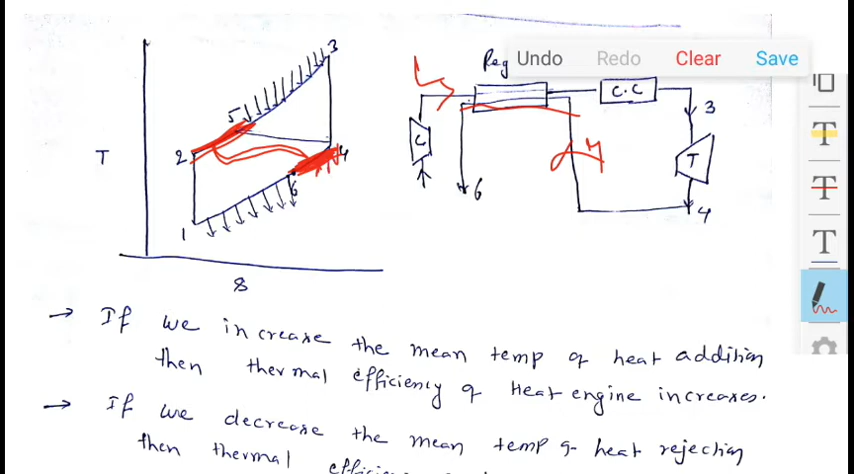 Reg
Undo Redo Clear Save
3
5
2
T
4
6
1
s
C
C.C
3
T
4
6
4
T
T
T
→ If we increase the mean temp of heat addition
then thermal efficiency of Heat engine increases.
→ If we decrease the mean temp of heat rejection
then thermal